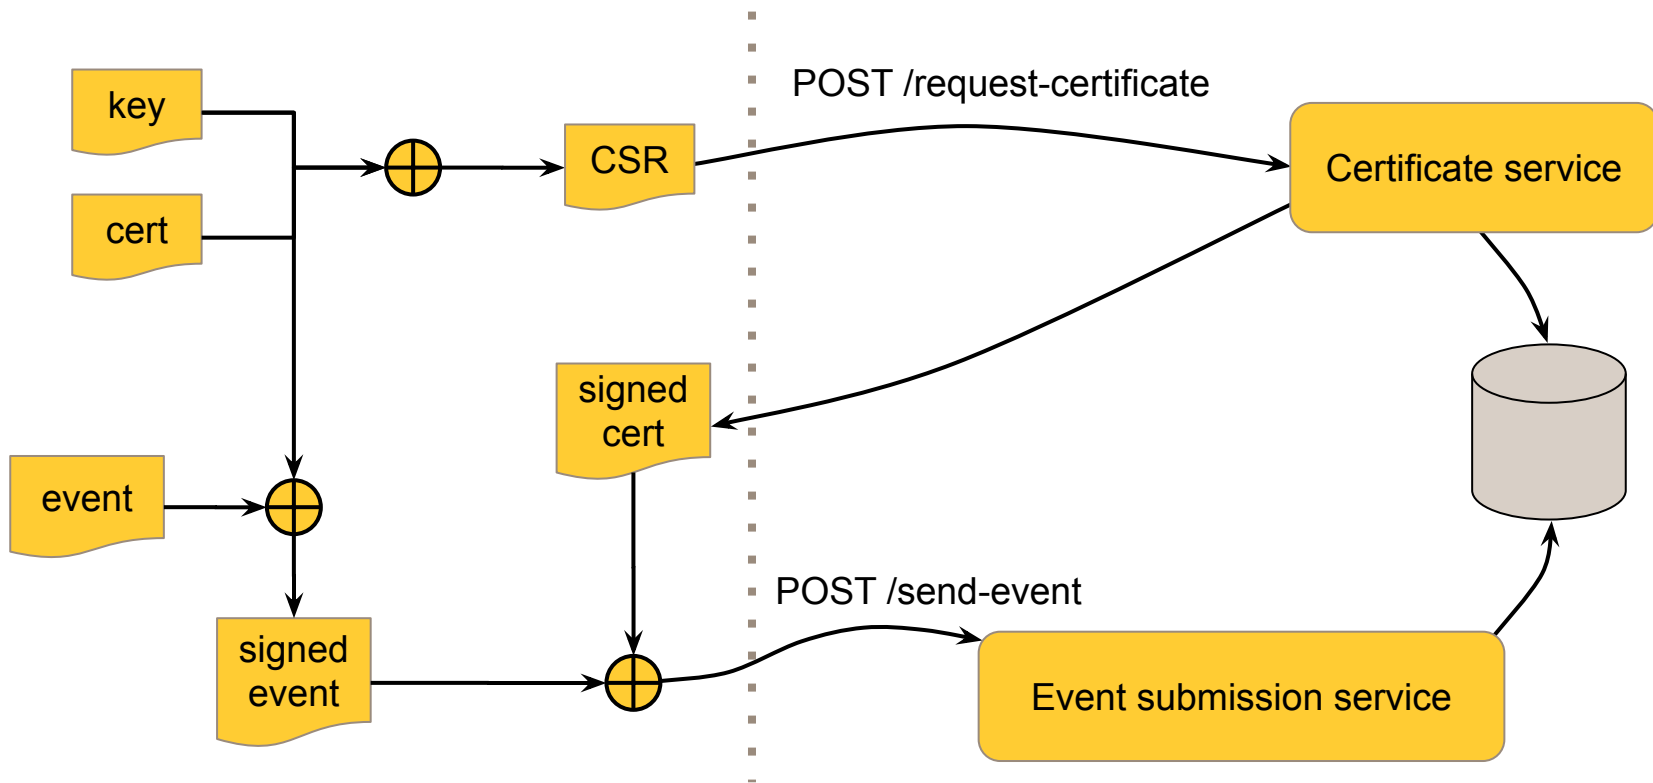 POST /request-certificate
key
CSR
Certificate service
cert
signed
cert
event
POST /send-event
signed
event
Event submission service